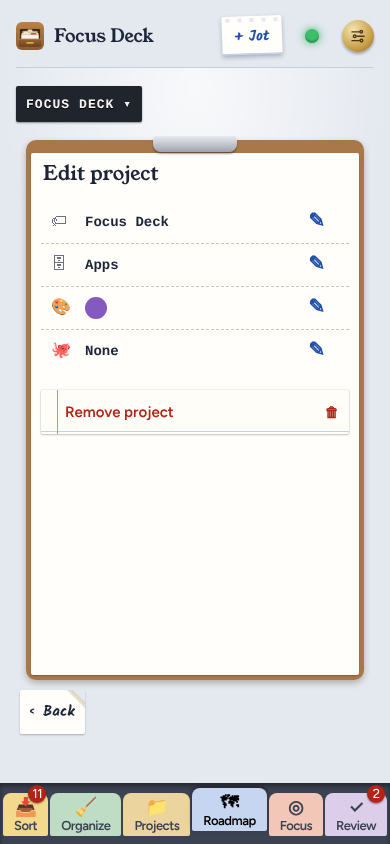 Focus Deck
+ Jot
FOCUS DECK ▾
Edit project
Focus Deck
Apps
None
Remove project
< Back
11
2
Sort
Organize
Projects
Roadmap
Focus
Review